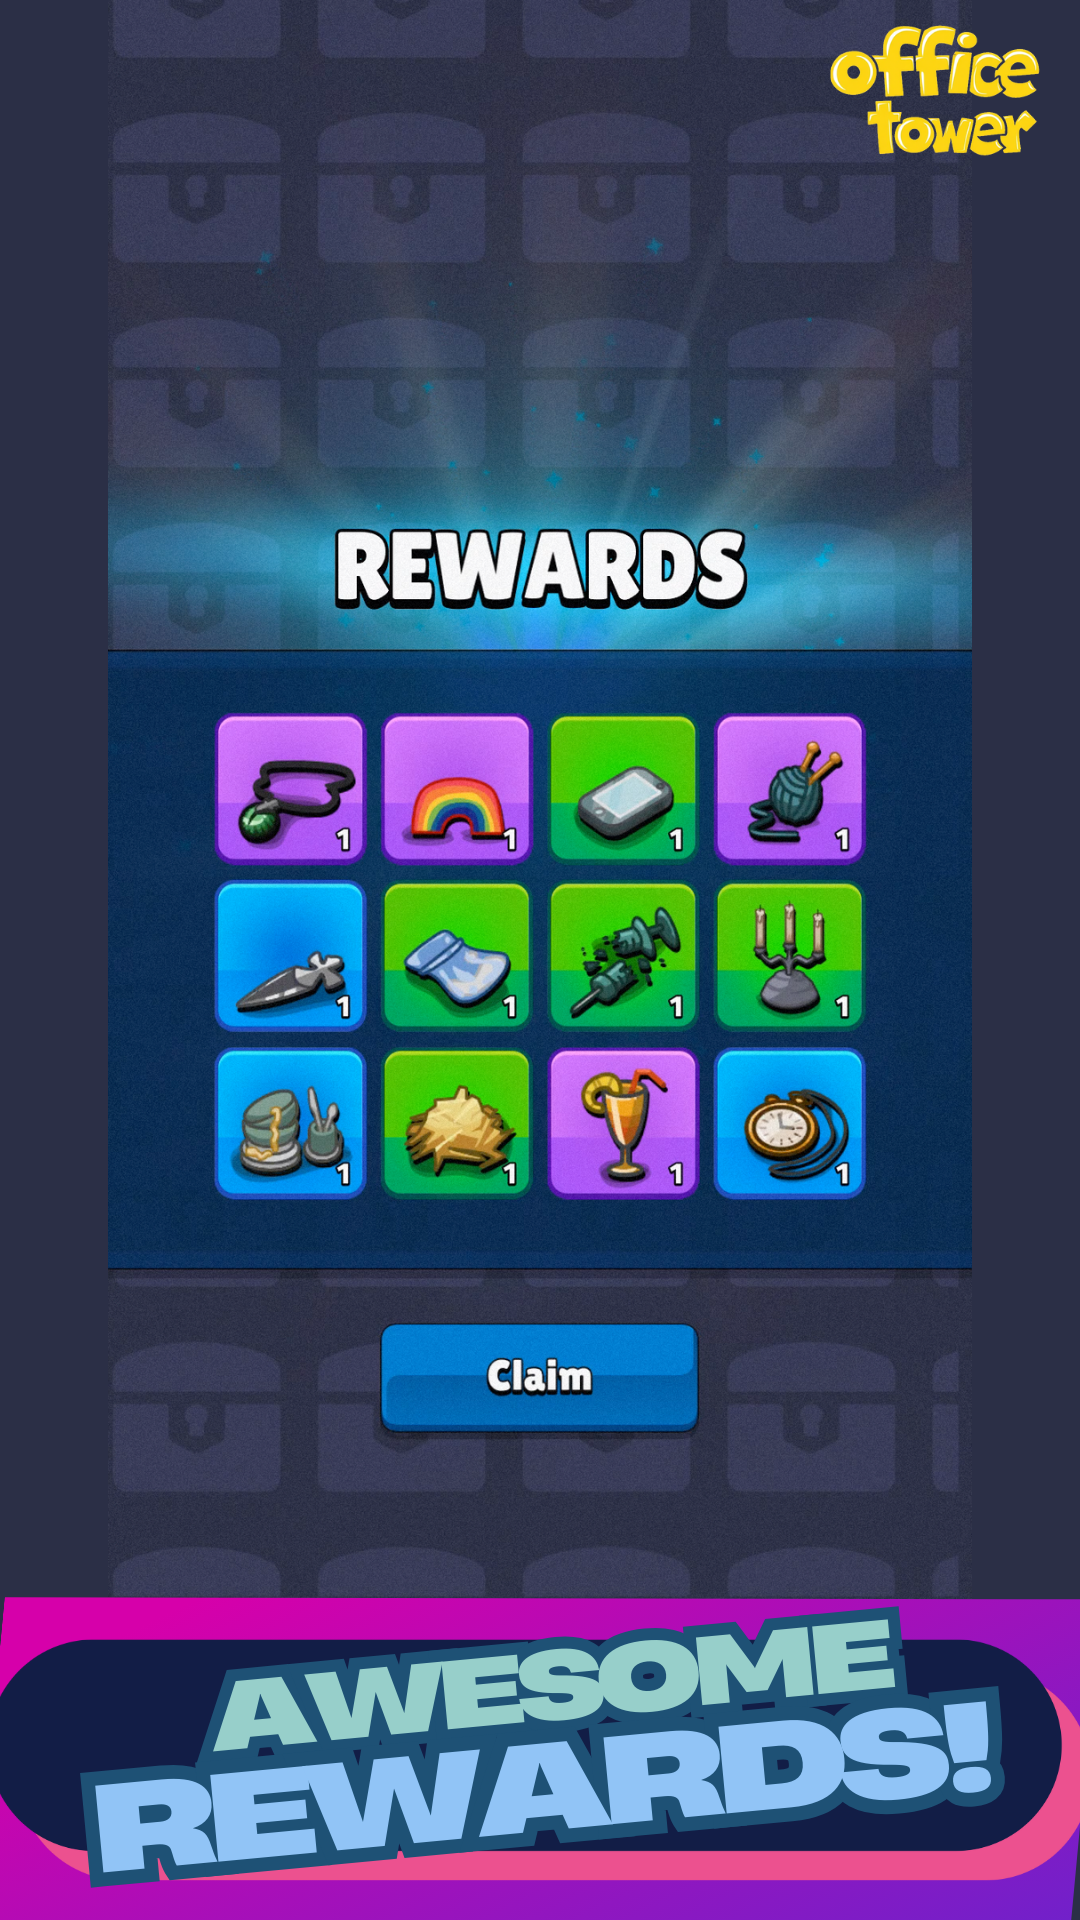 office
tower
REWARDS
1 1 1 1
1 1 1 1
1 1 1 1
Claim
AWESOME
REWARDS!